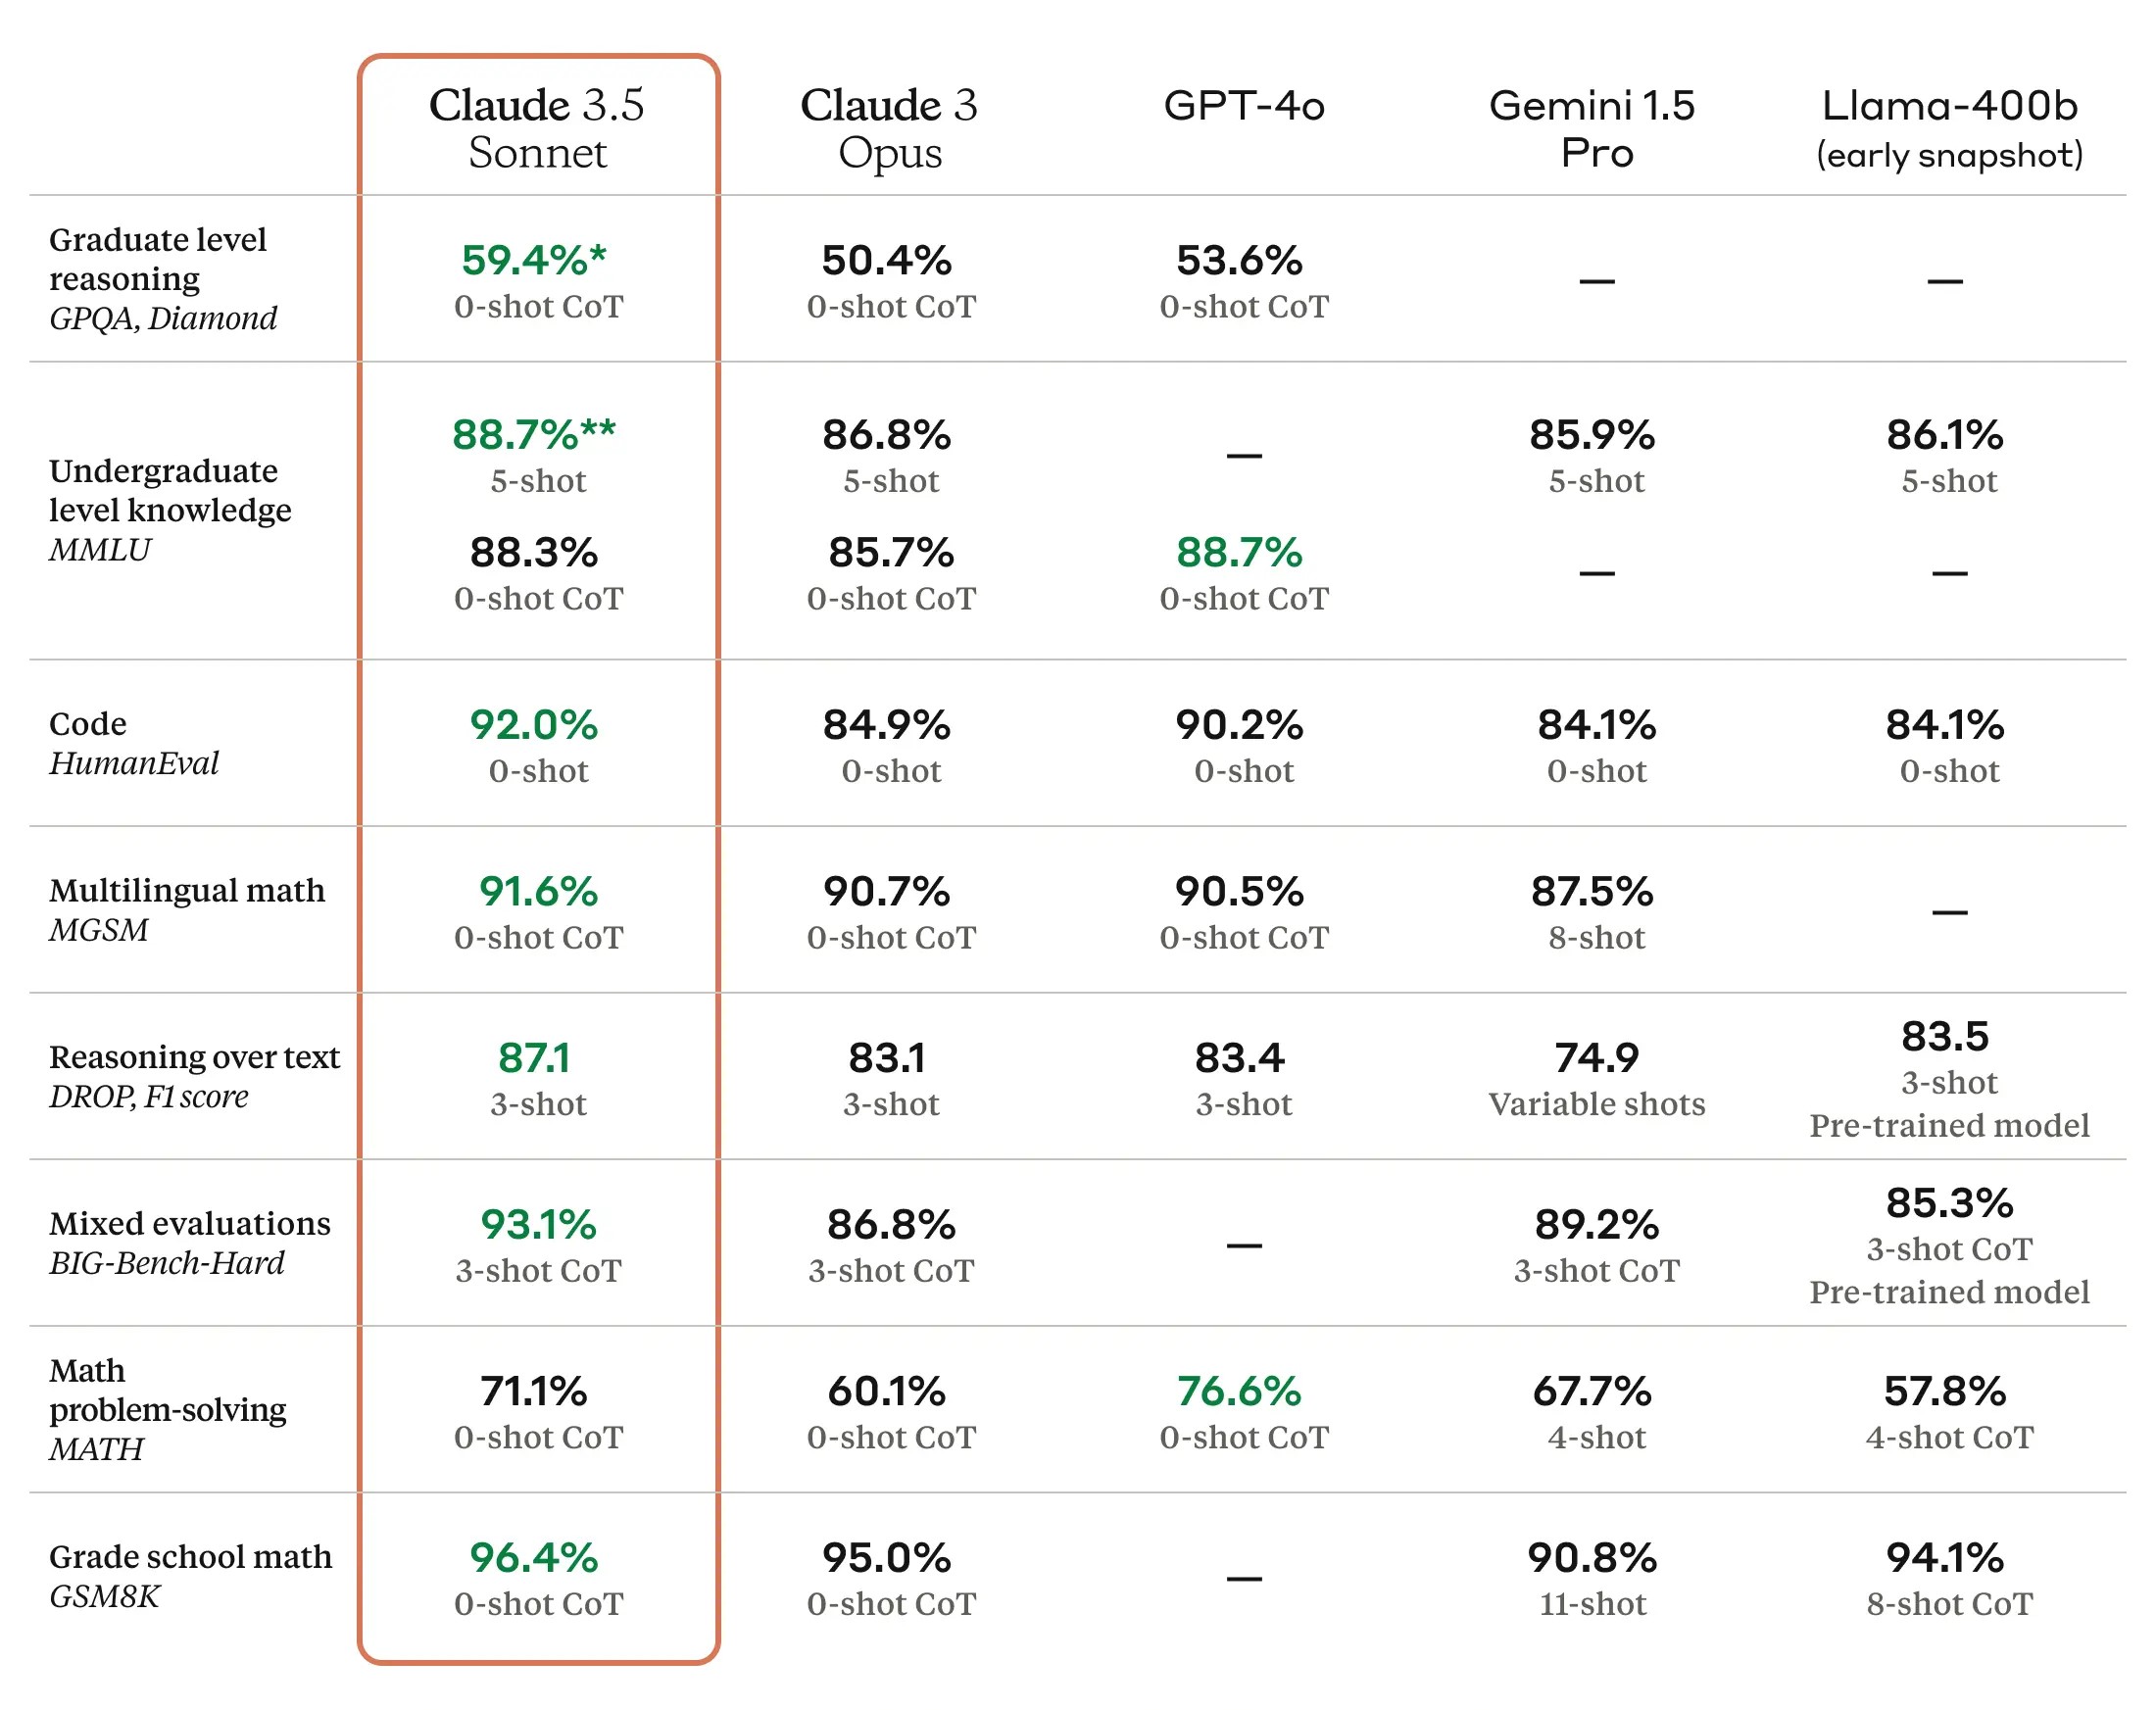 Claude 3.5
Sonnet
Claude 3
Opus
GPT-4o
Gemini 1.5
Pro
Llama-400b
(early snapshot)
Graduate level
reasoning
GPQA, Diamond
59.4%*
0-shot CoT
50.4%
0-shot CoT
53.6%
0-shot CoT
—
—
Undergraduate
level knowledge
MMLU
88.7%**
5-shot
86.8%
5-shot
—
85.9%
5-shot
86.1%
5-shot
88.3%
0-shot CoT
85.7%
0-shot CoT
88.7%
0-shot CoT
—
—
Code
HumanEval
92.0%
0-shot
84.9%
0-shot
90.2%
0-shot
84.1%
0-shot
84.1%
0-shot
Multilingual math
MGSM
91.6%
0-shot CoT
90.7%
0-shot CoT
90.5%
0-shot CoT
87.5%
8-shot
—
Reasoning over text
DROP, F1 score
87.1
3-shot
83.1
3-shot
83.4
3-shot
74.9
Variable shots
83.5
3-shot
Pre-trained model
Mixed evaluations
BIG-Bench-Hard
93.1%
3-shot CoT
86.8%
3-shot CoT
—
89.2%
3-shot CoT
85.3%
3-shot CoT
Pre-trained model
Math
problem-solving
MATH
71.1%
0-shot CoT
60.1%
0-shot CoT
76.6%
0-shot CoT
67.7%
4-shot
57.8%
4-shot CoT
Grade school math
GSM8K
96.4%
0-shot CoT
95.0%
0-shot CoT
—
90.8%
11-shot
94.1%
8-shot CoT